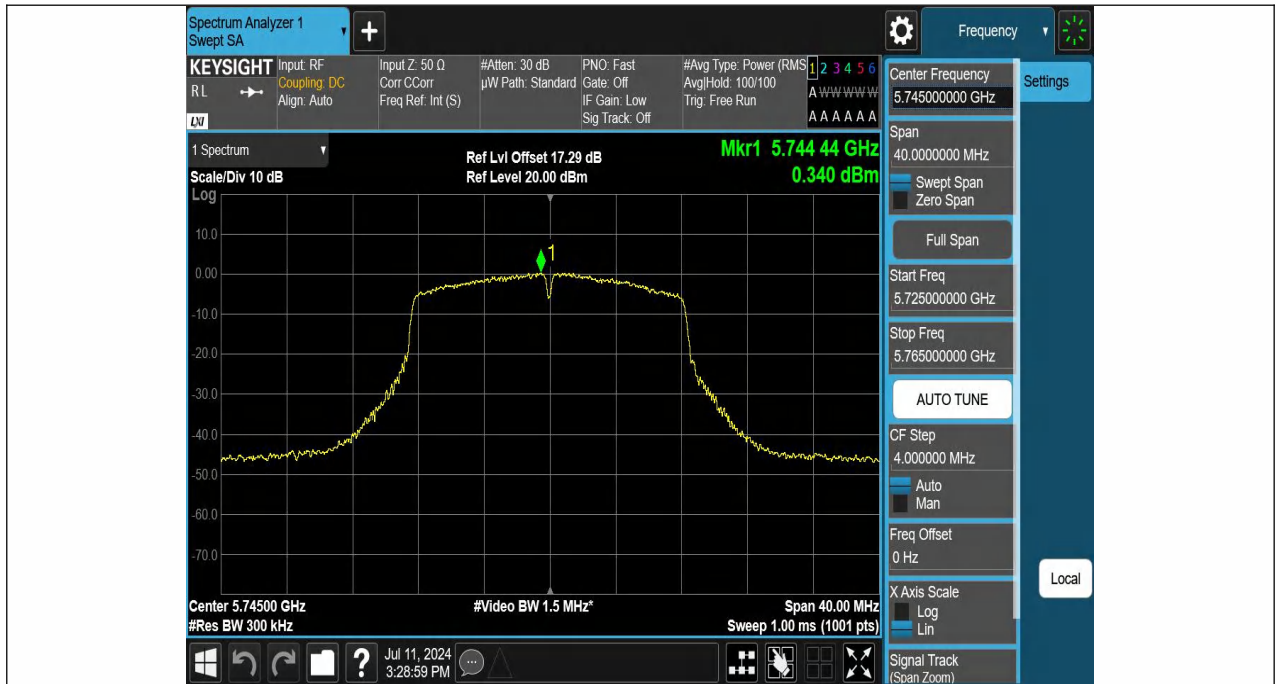 Spectrum Analyzer 1
Swept SA
+
Frequency
KEYSIGHT
RL
LXI
Input: RF
Coupling: DC
Align: Auto
Input Z: 50 Ω
Corr CCorr
Freq Ref: Int (S)
#Atten: 30 dB
µW Path: Standard
PNO: Fast
Gate: Off
IF Gain: Low
Sig Track: Off
#Avg Type: Power (RMS
Avg|Hold: 100/100
Trig: Free Run
1 2 3 4 5 6
A W W W W W
A A A A A A
1 Spectrum
Scale/Div 10 dB
Log
Ref Lvl Offset 17.29 dB
Ref Level 20.00 dBm
Mkr1 5.744 44 GHz
0.340 dBm
1
10.0
0.00
-10.0
-20.0
-30.0
-40.0
-50.0
-60.0
-70.0
Center 5.74500 GHz
#Res BW 300 kHz
#Video BW 1.5 MHz*
Span 40.00 MHz
Sweep 1.00 ms (1001 pts)
Center Frequency
5.745000000 GHz
Settings
Span
40.0000000 MHz
Swept Span
Zero Span
Full Span
Start Freq
5.725000000 GHz
Stop Freq
5.765000000 GHz
AUTO TUNE
CF Step
4.000000 MHz
Auto
Man
Freq Offset
0 Hz
Local
X Axis Scale
Log
Lin
Signal Track
(Span Zoom)
?
Jul 11, 2024
3:28:59 PM